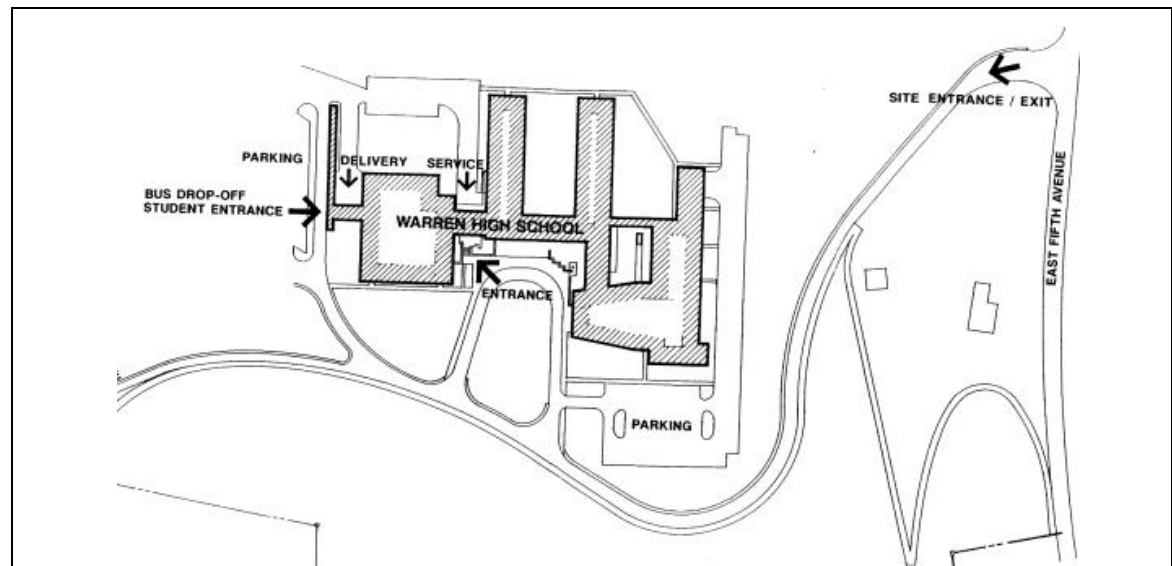 SITE ENTRANCE / EXIT
PARKING
DELIVERY
SERVICE
BUS DROP-OFF
STUDENT ENTRANCE
WARREN HIGH SCHOOL
ENTRANCE
EAST FIFTH AVENUE
PARKING